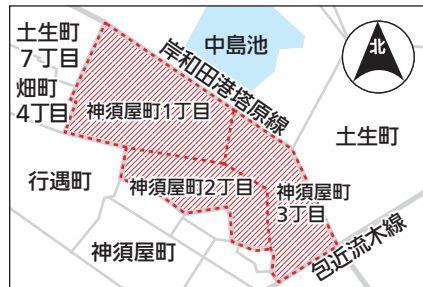 土生町
7丁目
中島池
北
岸和田港塔原線
畑町
4丁目
神須屋町1丁目
土生町
行遇町
神須屋町2丁目
神須屋町
3丁目
神須屋町
包近流木線